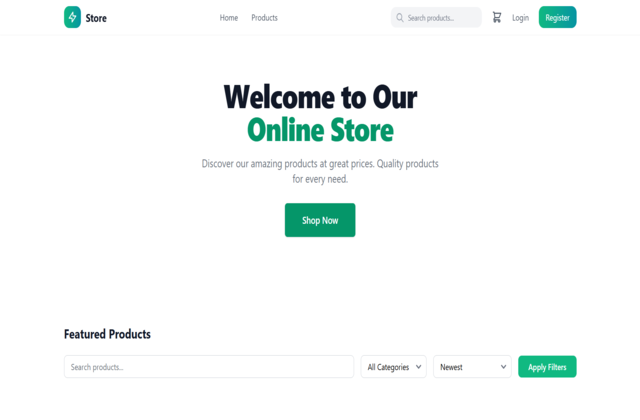 Store
Home
Products
Search products...
Login
Register
Welcome to Our
Online Store
Discover our amazing products at great prices. Quality products
for every need.
Shop Now
Featured Products
Search products...
All Categories
Newest
Apply Filters